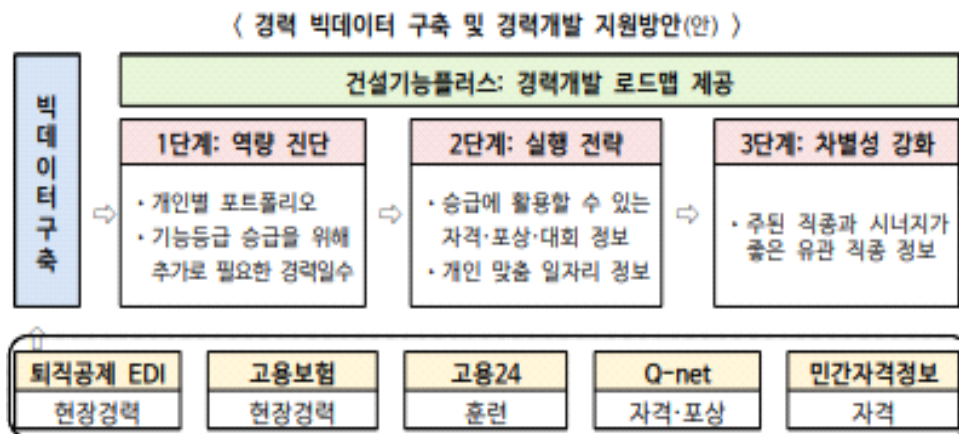 〈 경력 빅데이터 구축 및 경력개발 지원방안(안) 〉
빅데이터구축
건설기능플러스: 경력개발 로드맵 제공
1단계: 역량 진단
・개인별 포트폴리오
・기능등급 승급을 위해
추가로 필요한 경력일수
⇨
2단계: 실행 전략
・승급에 활용할 수 있는
자격·포상·대회 정보
・개인 맞춤 일자리 정보
⇨
3단계: 차별성 강화
・주된 직종과 시너지가
좋은 유관 직종 정보
퇴직공제 EDI
현장경력
고용보험
현장경력
고용24
훈련
Q-net
자격·포상
민간자격정보
자격